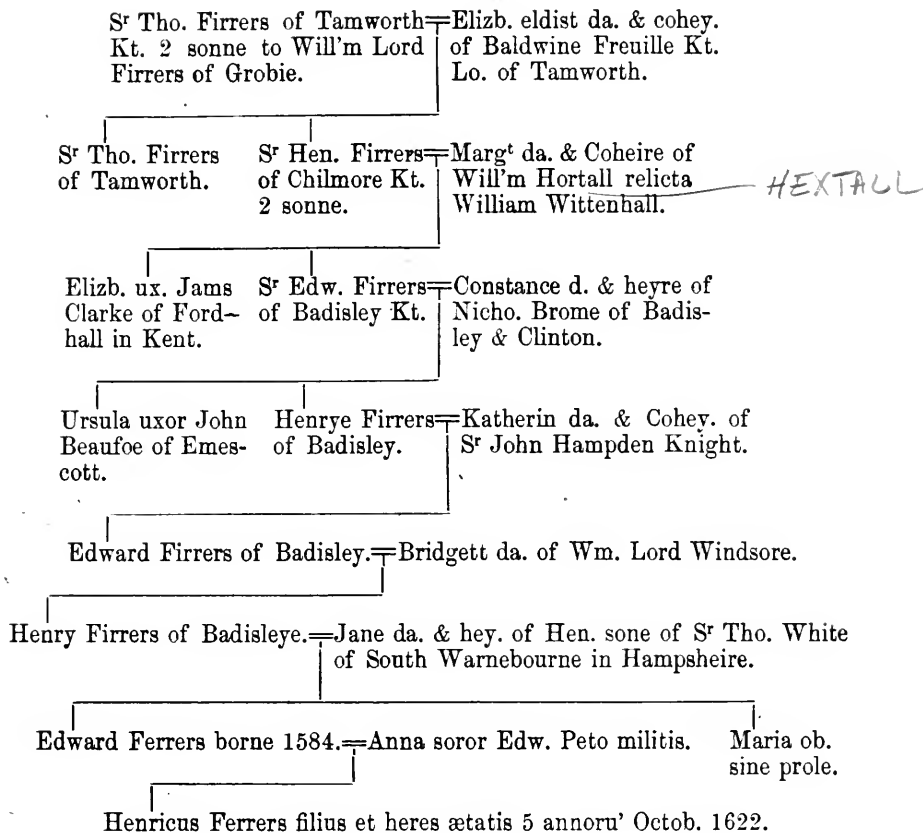 Sr Tho. Firrers of Tamworth
Kt. 2 sonne to Will'm Lord
Firrers of Grobie.
Elizb. eldist da. & cohey.
of Baldwine Freuille Kt.
Lo. of Tamworth.
Sr Tho. Firrers
of Tamworth.
Sr Hen. Firrers
of Chilmore Kt.
2 sonne.
Margt da. & Coheire of
Will'm Hortall relicta
William Wittenhall.
HEXTALL
Elizb. ux. Jams
Clarke of Ford~
hall in Kent.
Sr Edw. Firrers
of Badisley Kt.
Constance d. & heyre of
Nicho. Brome of Badis-
ley & Clinton.
Ursula uxor John
Beaufoe of Emes-
cott.
Henrye Firrers
of Badisley.
Katherin da. & Cohey. of
Sr John Hampden Knight.
Edward Firrers of Badisley.
Bridgett da. of Wm. Lord Windsore.
Henry Firrers of Badisleye.
Jane da. & hey. of Hen. sone of Sr Tho. White
of South Warnebourne in Hampsheire.
Edward Ferrers borne 1584.
Anna soror Edw. Peto militis.
Maria ob.
sine prole.
Henricus Ferrers filius et heres ætatis 5 annoru' Octob. 1622.